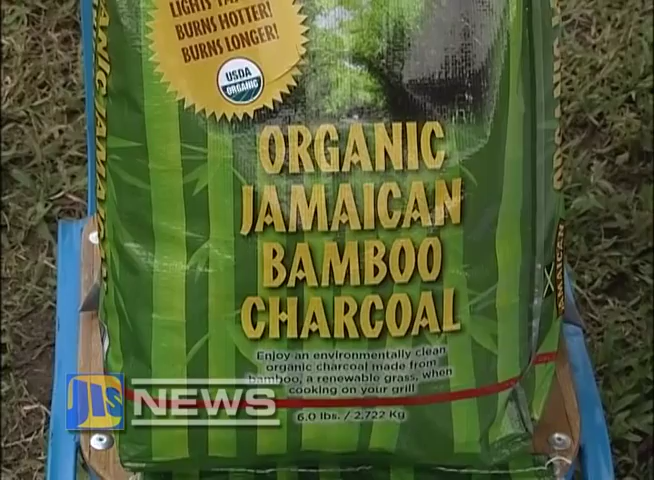 LIGHTS
BURNS HOTTER!
BURNS LONGER!
USDA
ORGANIC
ORGANIC
JAMAICAN
BAMBOO
CHARCOAL
Enjoy an environmentally clean
organic charcoal made from
bamboo, a renewable grass, when
cooking on your grill
6.0 lbs. / 2,722 Kg
JAMAICAN
JIS NEWS